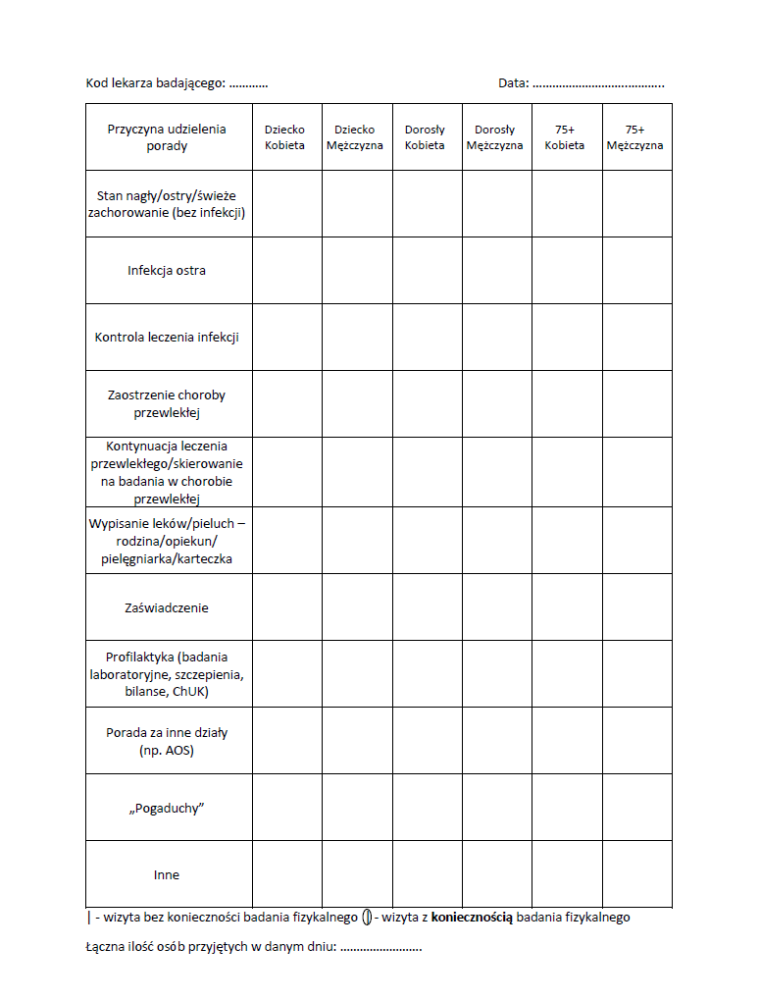 Kod lekarza badającego: ………… Data: ………………………..………..
Przyczyna udzielenia
porady
Dziecko
Kobieta
Dziecko
Mężczyzna
Dorosły
Kobieta
Dorosły
Mężczyzna
75+
Kobieta
75+
Mężczyzna
Stan nagły/ostry/świeże
zachorowanie (bez infekcji)
Infekcja ostra
Kontrola leczenia infekcji
Zaostrzenie choroby
przewlekłej
Kontynuacja leczenia
przewlekłego/skierowanie
na badania w chorobie
przewlekłej
Wypisanie leków/pieluch –
rodzina/opiekun/
pielęgniarka/karteczka
Zaświadczenie
Profilaktyka (badania
laboratoryjne, szczepienia,
bilanse, ChUK)
Porada za inne działy
(np. AOS)
„Pogaduchy”
Inne
| - wizyta bez konieczności badania fizykalnego (|) - wizyta z koniecznością badania fizykalnego
Łączna ilość osób przyjętych w danym dniu: …………………….